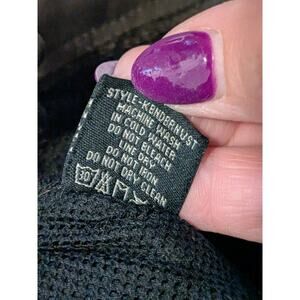 STYLE-KENDERNVST
MACHINE WASH
IN COLD WATER
DO NOT BLEACH
LINE DRY
DO NOT IRON
DO NOT DRY CLEAN
30